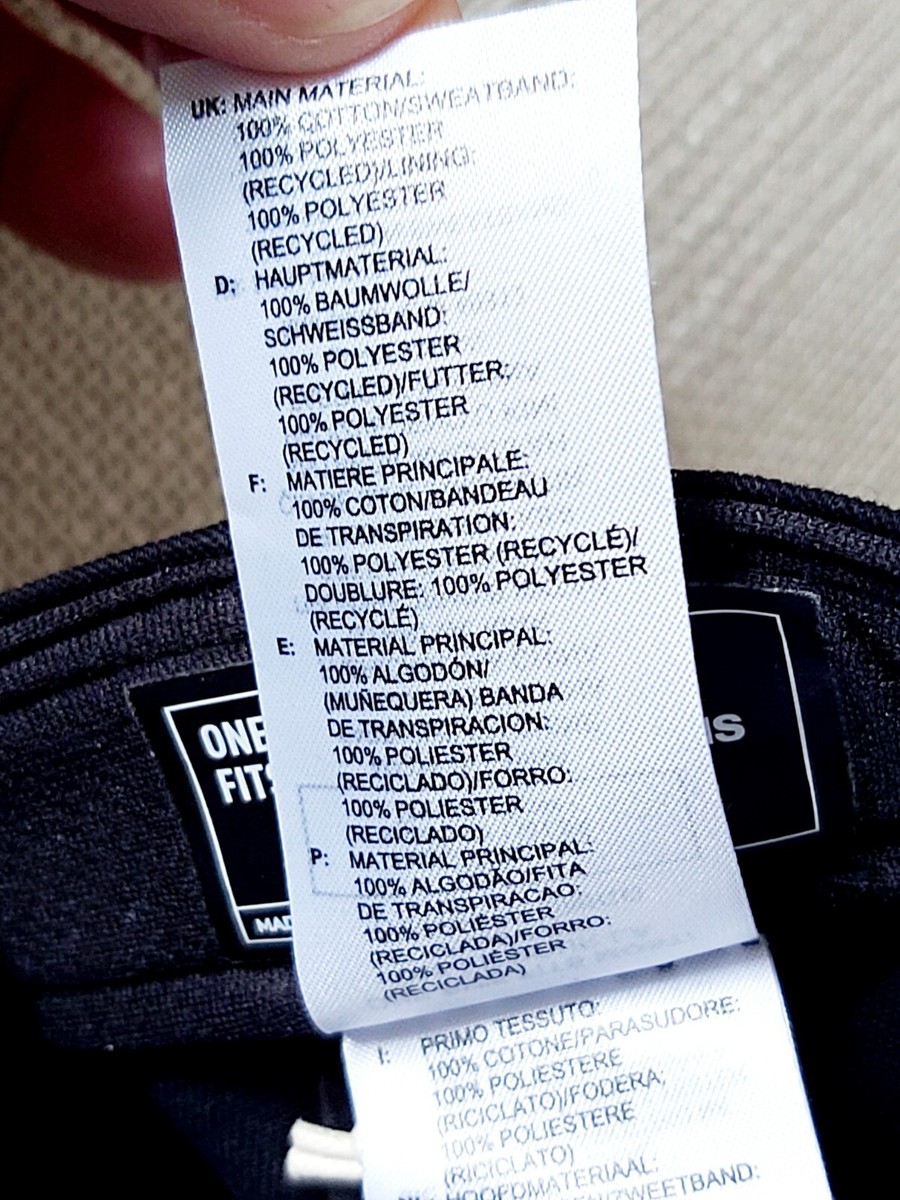 UK: MAIN MATERIAL:
100% COTTON/SWEATBAND:
100% POLYESTER
(RECYCLED)/LINING:
100% POLYESTER
(RECYCLED)
D: HAUPTMATERIAL:
100% BAUMWOLLE/
SCHWEISSBAND:
100% POLYESTER
(RECYCLED)/FUTTER:
100% POLYESTER
(RECYCLED)
F: MATIERE PRINCIPALE:
100% COTON/BANDEAU
DE TRANSPIRATION:
100% POLYESTER (RECYCLÉ)/
DOUBLURE: 100% POLYESTER
(RECYCLÉ)
E: MATERIAL PRINCIPAL:
100% ALGODÓN/
(MUÑEQUERA) BANDA
DE TRANSPIRACION:
100% POLIESTER
(RECICLADO)/FORRO:
100% POLIESTER
(RECICLADO)
P: MATERIAL PRINCIPAL:
100% ALGODÃO/FITA
DE TRANSPIRACAO:
100% POLIÉSTER
(RECICLADA)/FORRO:
100% POLIÉSTER
(RECICLADA)
I: PRIMO TESSUTO:
100% COTONE/PARASUDORE:
100% POLIESTERE
(RICICLATO)/FODERA:
100% POLIESTERE
(RICICLATO)
HOOFDMATERIAAL:
ONE
FITS